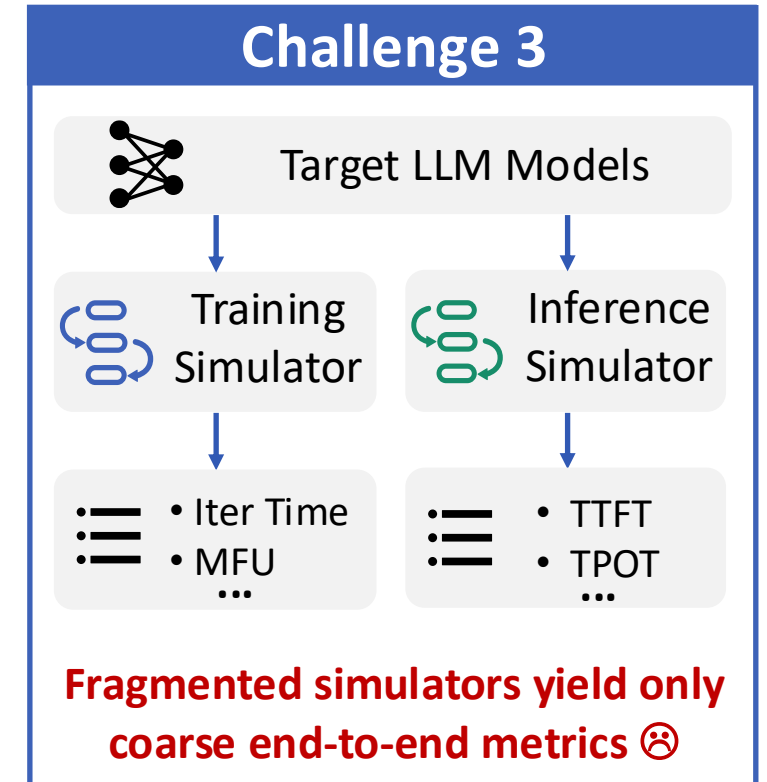 Challenge 3
Target LLM Models
Training
Simulator
Inference
Simulator
• Iter Time
• MFU
...
• TTFT
• TPOT
...
Fragmented simulators yield only
coarse end-to-end metrics ☹